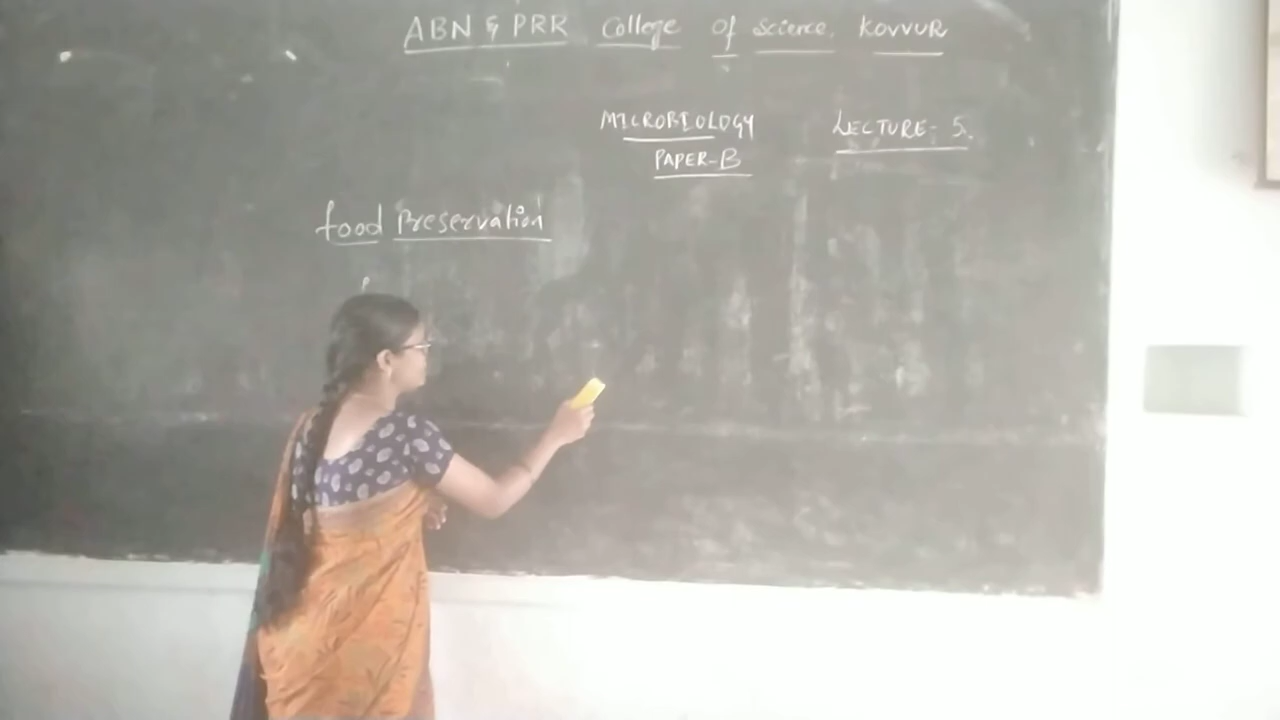 ABN & PRR College of Science, KOVVUR
MICROBIOLOGY LECTURE- 5.
PAPER-B
food Preservation